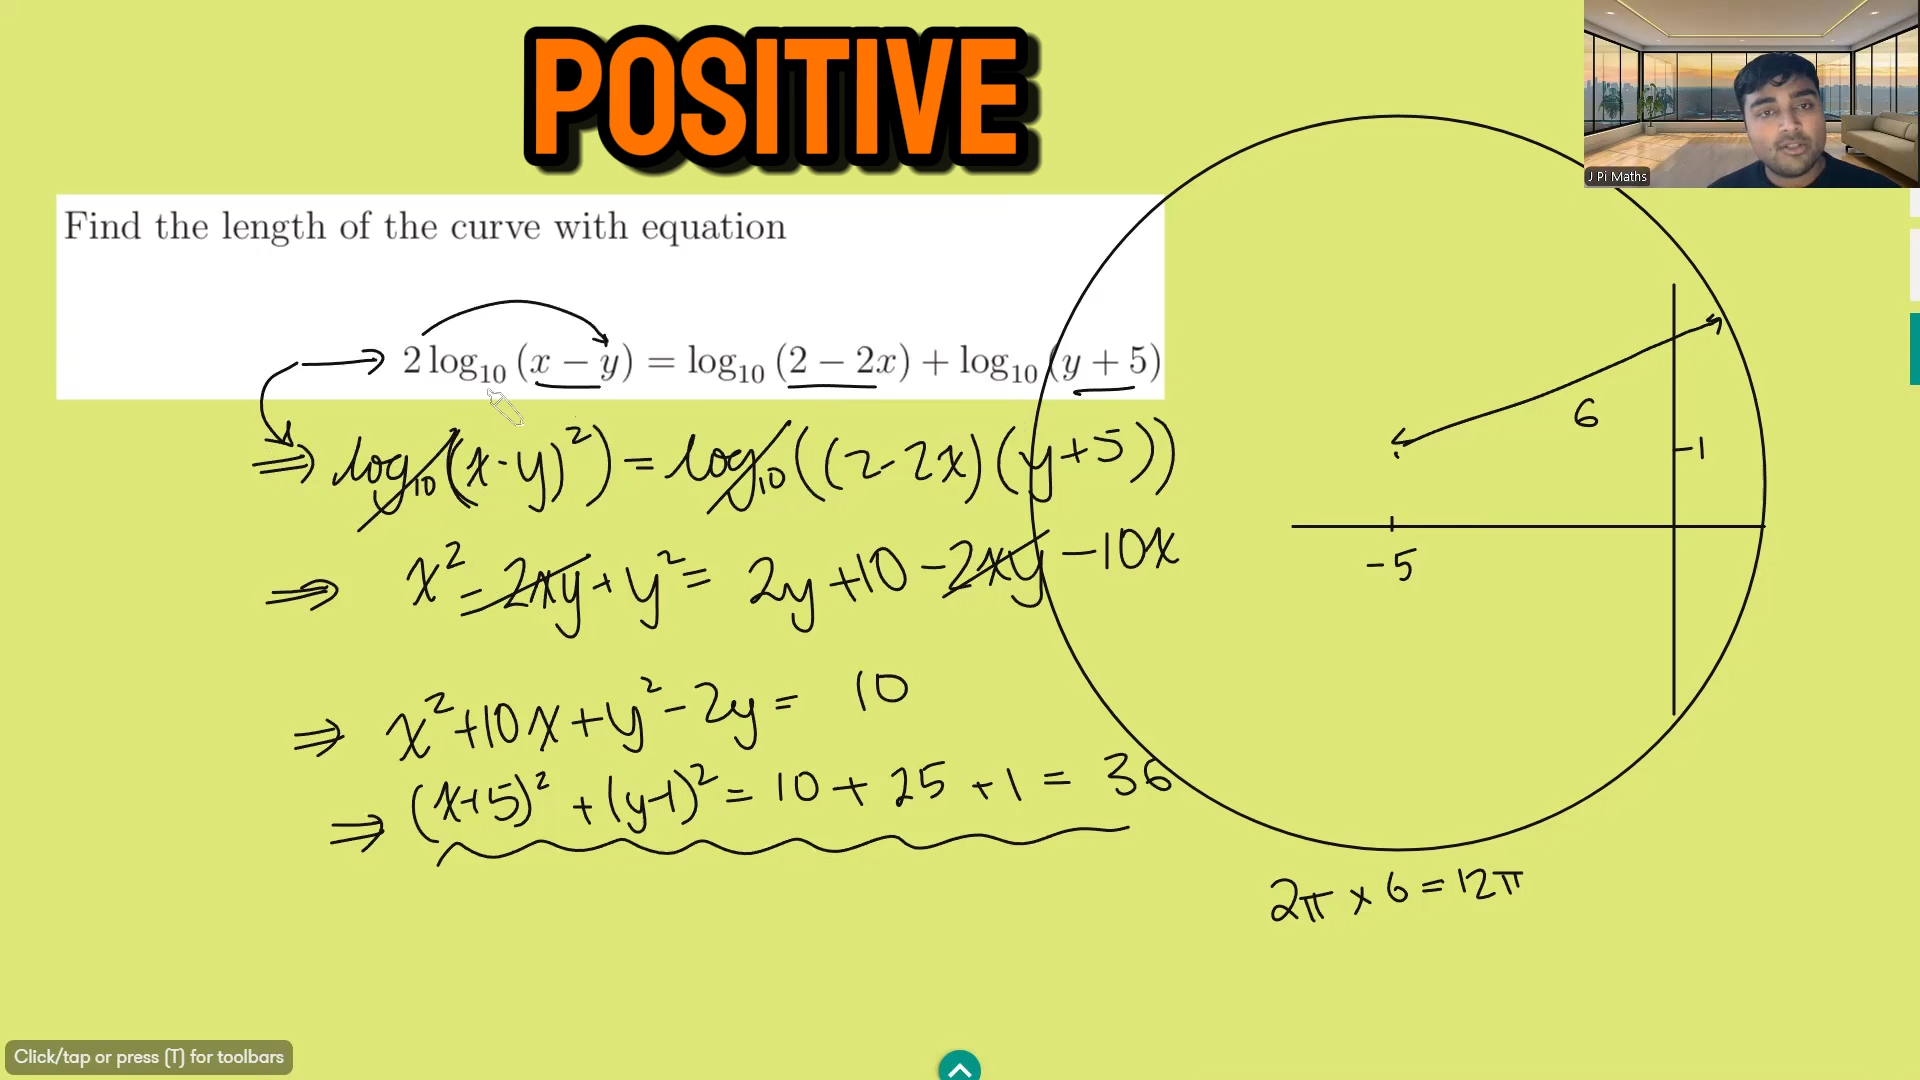 POSITIVE
J Pi Maths
Find the length of the curve with equation
2 log₁₀ (x − y) = log₁₀ (2 − 2x) + log₁₀ (y + 5)
⇒ log₁₀((x-y)²) = log₁₀((2-2x)(y+5))
⇒ x² - 2xy + y² = 2y + 10 - 2xy - 10x
⇒ x² + 10x + y² - 2y = 10
⇒ (x+5)² + (y-1)² = 10 + 25 + 1 = 36
6
1
-5
2π × 6 = 12π
Click/tap or press (T) for toolbars